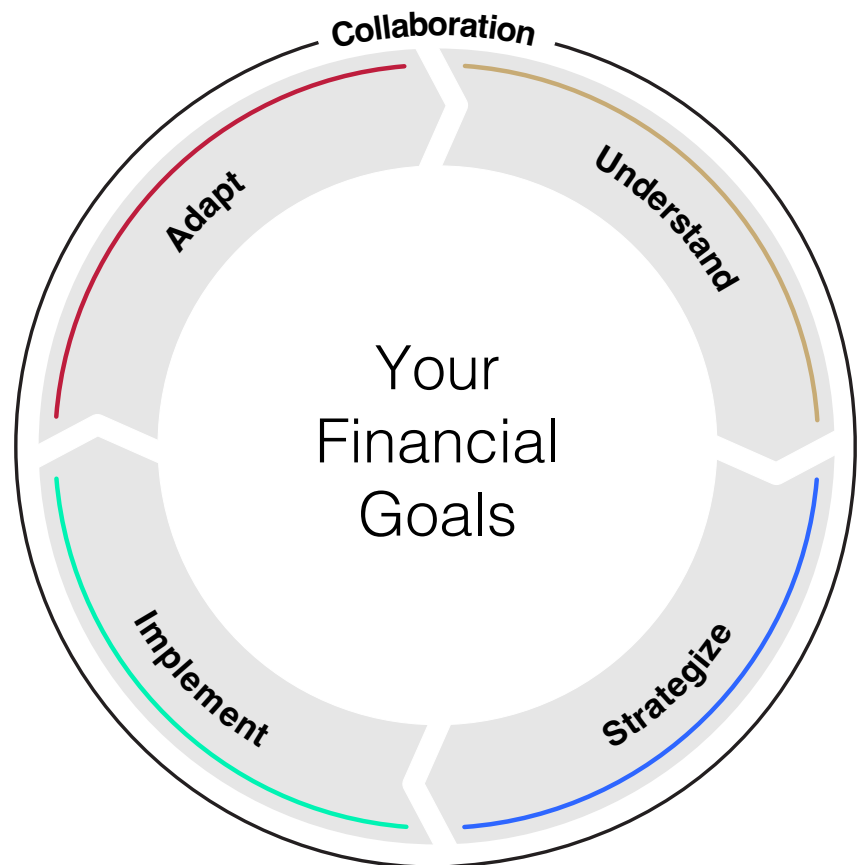 Collaboration
Understand
Strategize
Implement
Adapt
Your
Financial
Goals